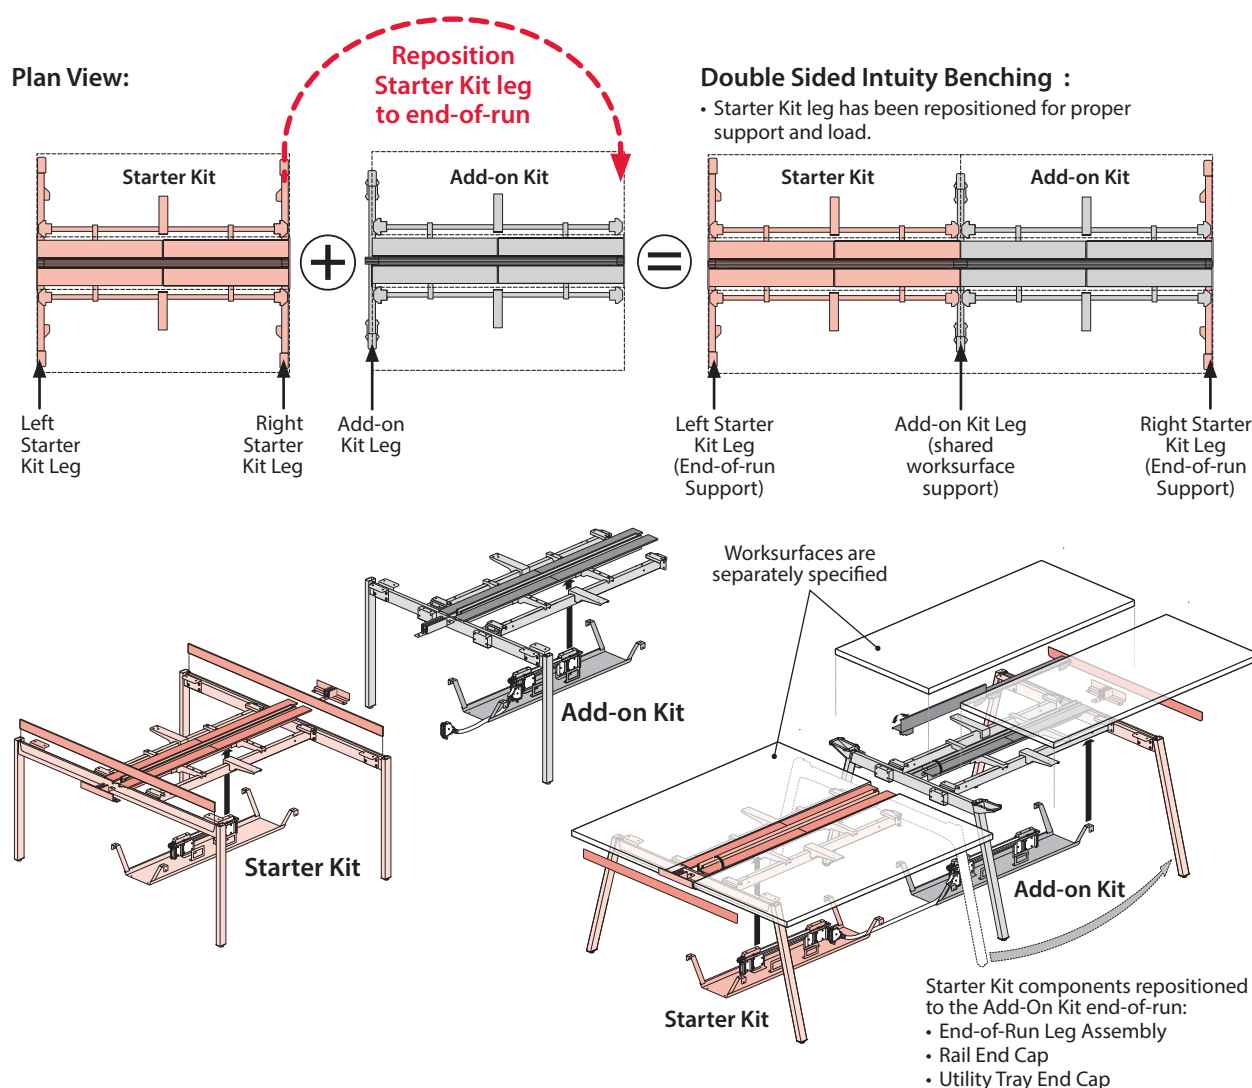 Plan View:
Reposition
Starter Kit leg
to end-of-run
Double Sided Intuity Benching :
• Starter Kit leg has been repositioned for proper
support and load.
Starter Kit
Add-on Kit
Starter Kit
Add-on Kit
Left
Starter
Kit Leg
Right
Starter
Kit Leg
Add-on
Kit Leg
Left Starter
Kit Leg
(End-of-run
Support)
Add-on Kit Leg
(shared
worksurface
support)
Right Starter
Kit Leg
(End-of-run
Support)
Worksurfaces are
separately specified
Add-on Kit
Starter Kit
Add-on Kit
Starter Kit
Starter Kit components repositioned
to the Add-On Kit end-of-run:
• End-of-Run Leg Assembly
• Rail End Cap
• Utility Tray End Cap